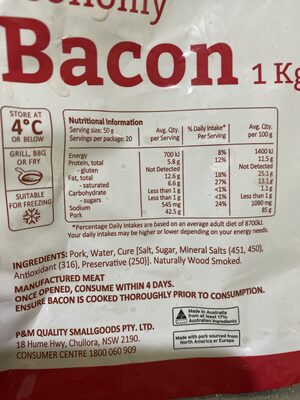 Bacon 1 Kg
STORE AT
4°C
OR BELOW
GRILL, BBQ
OR FRY
SUITABLE
FOR FREEZING
Nutritional Information
Serving size: 50 g
Servings per package: 20
Avg. Qty. per Serving % Daily Intake* Per Serving Avg. Qty. per 100 g
Energy 700 kJ 8% 1400 kJ
Protein, total 5.8 g 12% 11.5 g
- gluten Not Detected Not Detected
Fat, total 12.6 g 18% 25.1 g
- saturated 6.6 g 27% 13.1 g
Carbohydrate Less than 1 g <1% 1.1 g
- sugars Less than 1 g <1% Less than 1 g
Sodium 545 mg 24% 1090 mg
Pork 42.5 g 85 g
*Percentage Daily Intakes are based on an average adult diet of 8700kJ.
Your daily intakes may be higher or lower depending on your energy needs.
INGREDIENTS: Pork, Water, Cure [Salt, Sugar, Mineral Salts (451, 450),
Antioxidant (316), Preservative (250)]. Naturally Wood Smoked.
MANUFACTURED MEAT
ONCE OPENED, CONSUME WITHIN 4 DAYS.
ENSURE BACON IS COOKED THOROUGHLY PRIOR TO CONSUMPTION.
P&M QUALITY SMALLGOODS PTY. LTD.
18 Hume Hwy, Chullora, NSW 2190.
CONSUMER CENTRE 1800 060 909
Made in Australia
from at least 17%
Australian ingredients
Made with pork sourced from
North America or Europe